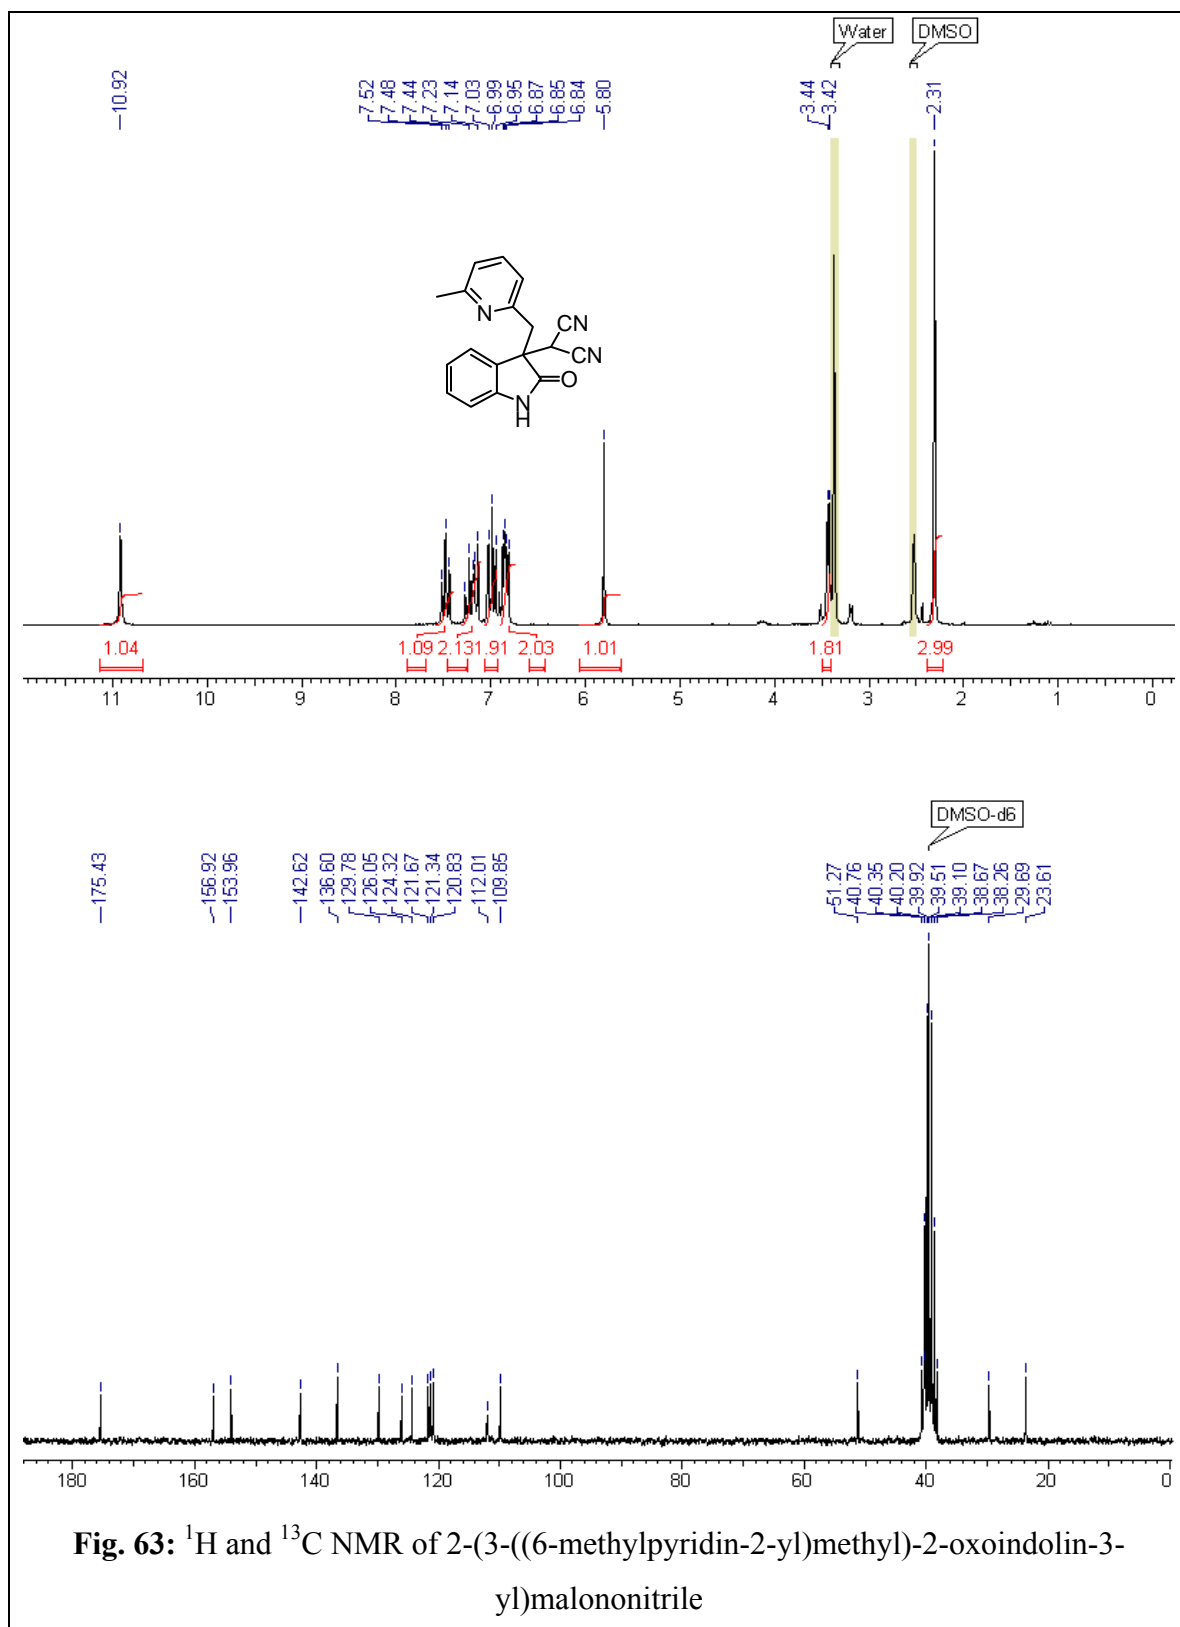 Water DMSO
10.92 7.52 7.48 7.44 7.23 7.14 7.03 6.99 6.95 6.87 6.85 6.84 5.80 3.44 3.42 2.31
N
CN
CN
O
N
H
1.04 1.09 2.13 1.91 2.03 1.01 1.81 2.99
11 10 9 8 7 6 5 4 3 2 1 0
DMSO-d6
175.43 156.92 153.96 142.62 136.60 129.78 126.05 124.32 121.67 121.34 120.83 112.01 109.85 51.27 40.76 40.35 40.20 39.92 39.51 39.10 38.67 38.26 29.69 23.61
180 160 140 120 100 80 60 40 20 0
Fig. 63: ¹H and ¹³C NMR of 2-(3-((6-methylpyridin-2-yl)methyl)-2-oxoindolin-3-
yl)malononitrile